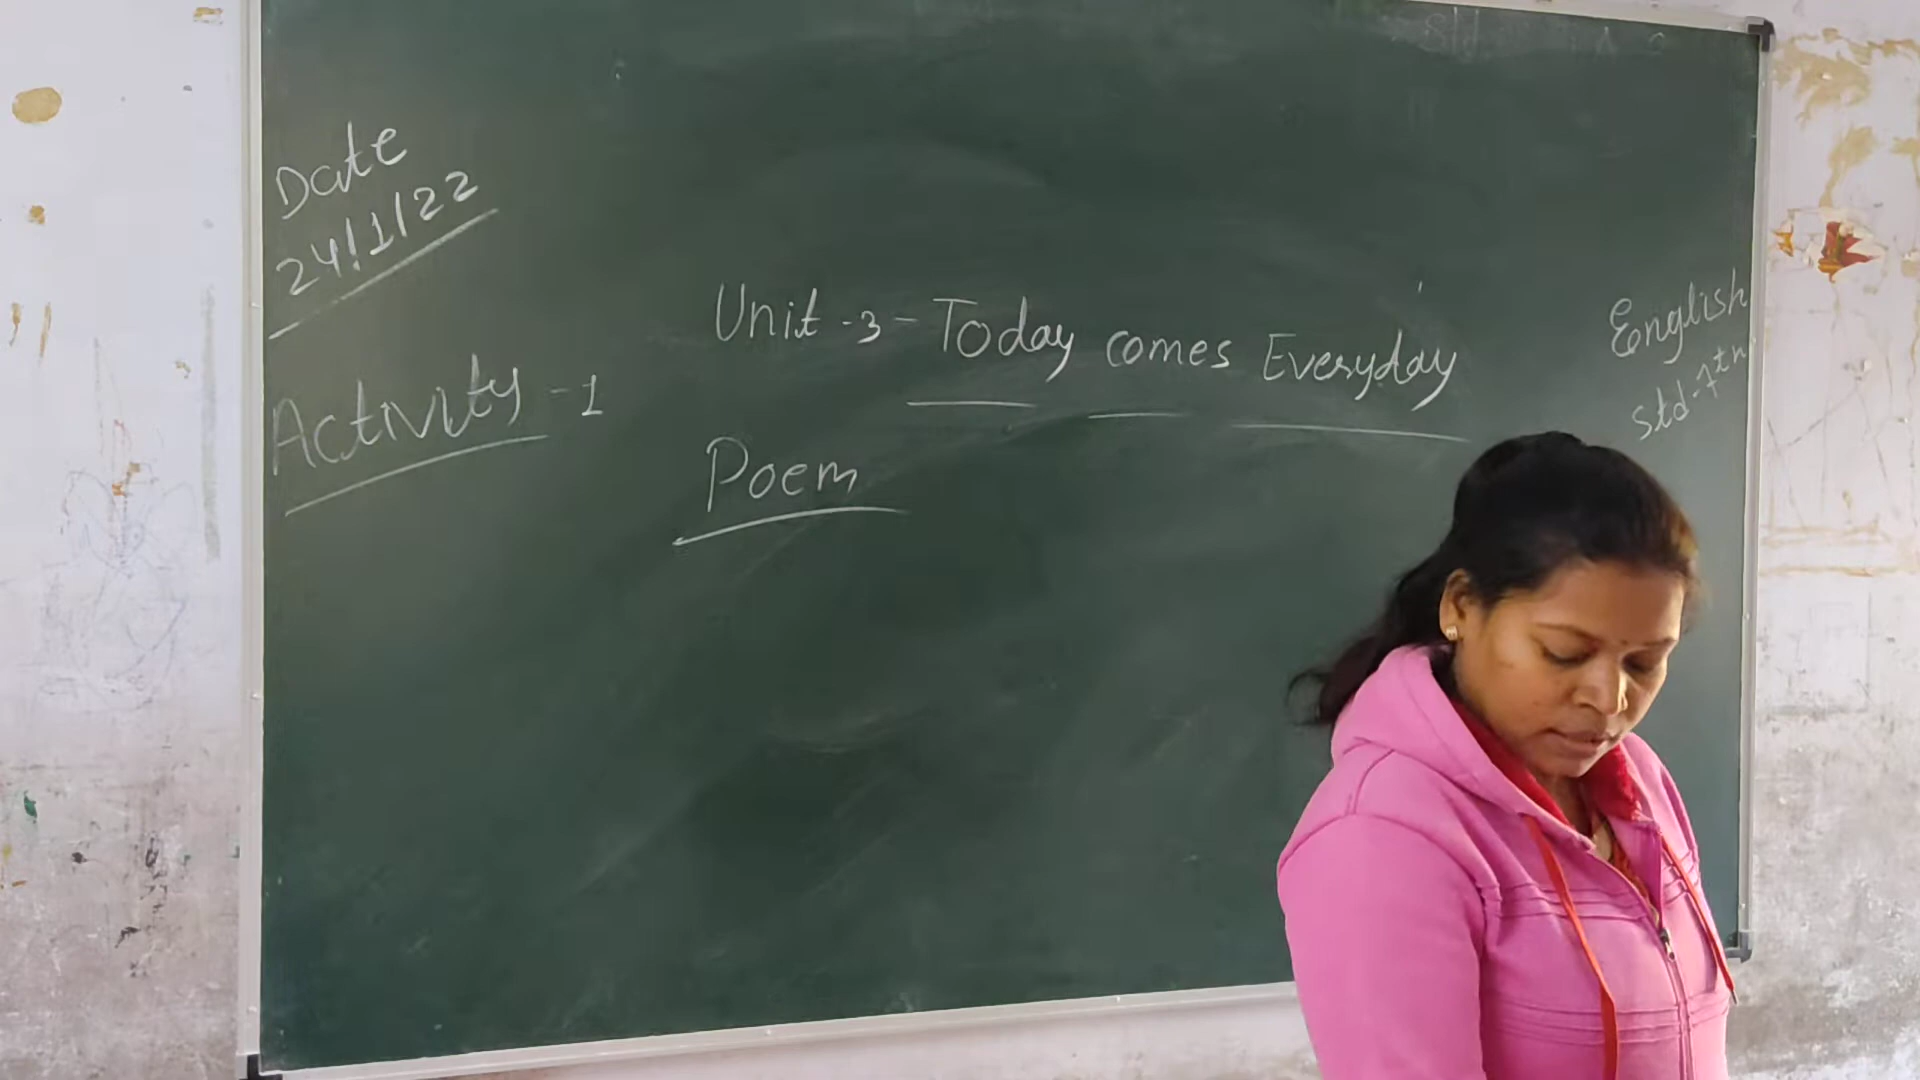 Date
24/1/22
Activity - 1
Unit - 3 - Today comes Everyday
Poem
English
std - 7th